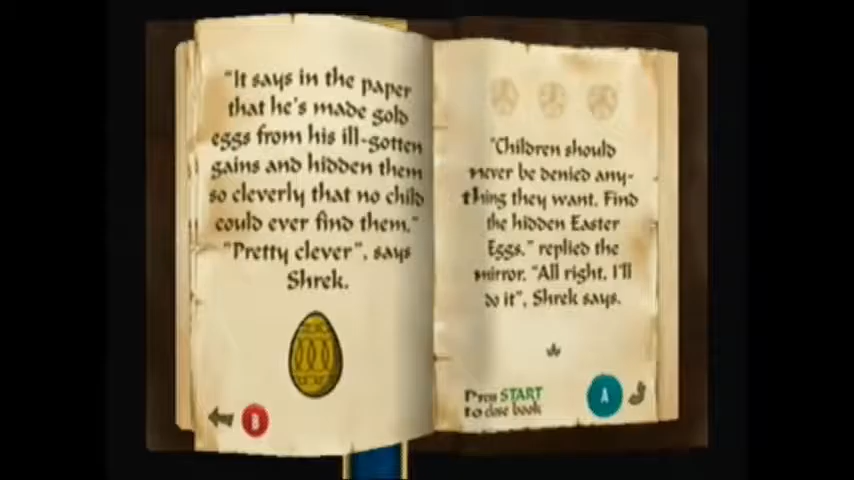 "It says in the paper
that he's made gold
eggs from his ill-gotten
gains and hidden them
so cleverly that no child
could ever find them."
"Pretty clever", says
Shrek.
B
"Children should
never be denied any-
thing they want. Find
the hidden Easter
Eggs." replied the
mirror. "All right, I'll
do it", Shrek says.
Press START
to close book
A